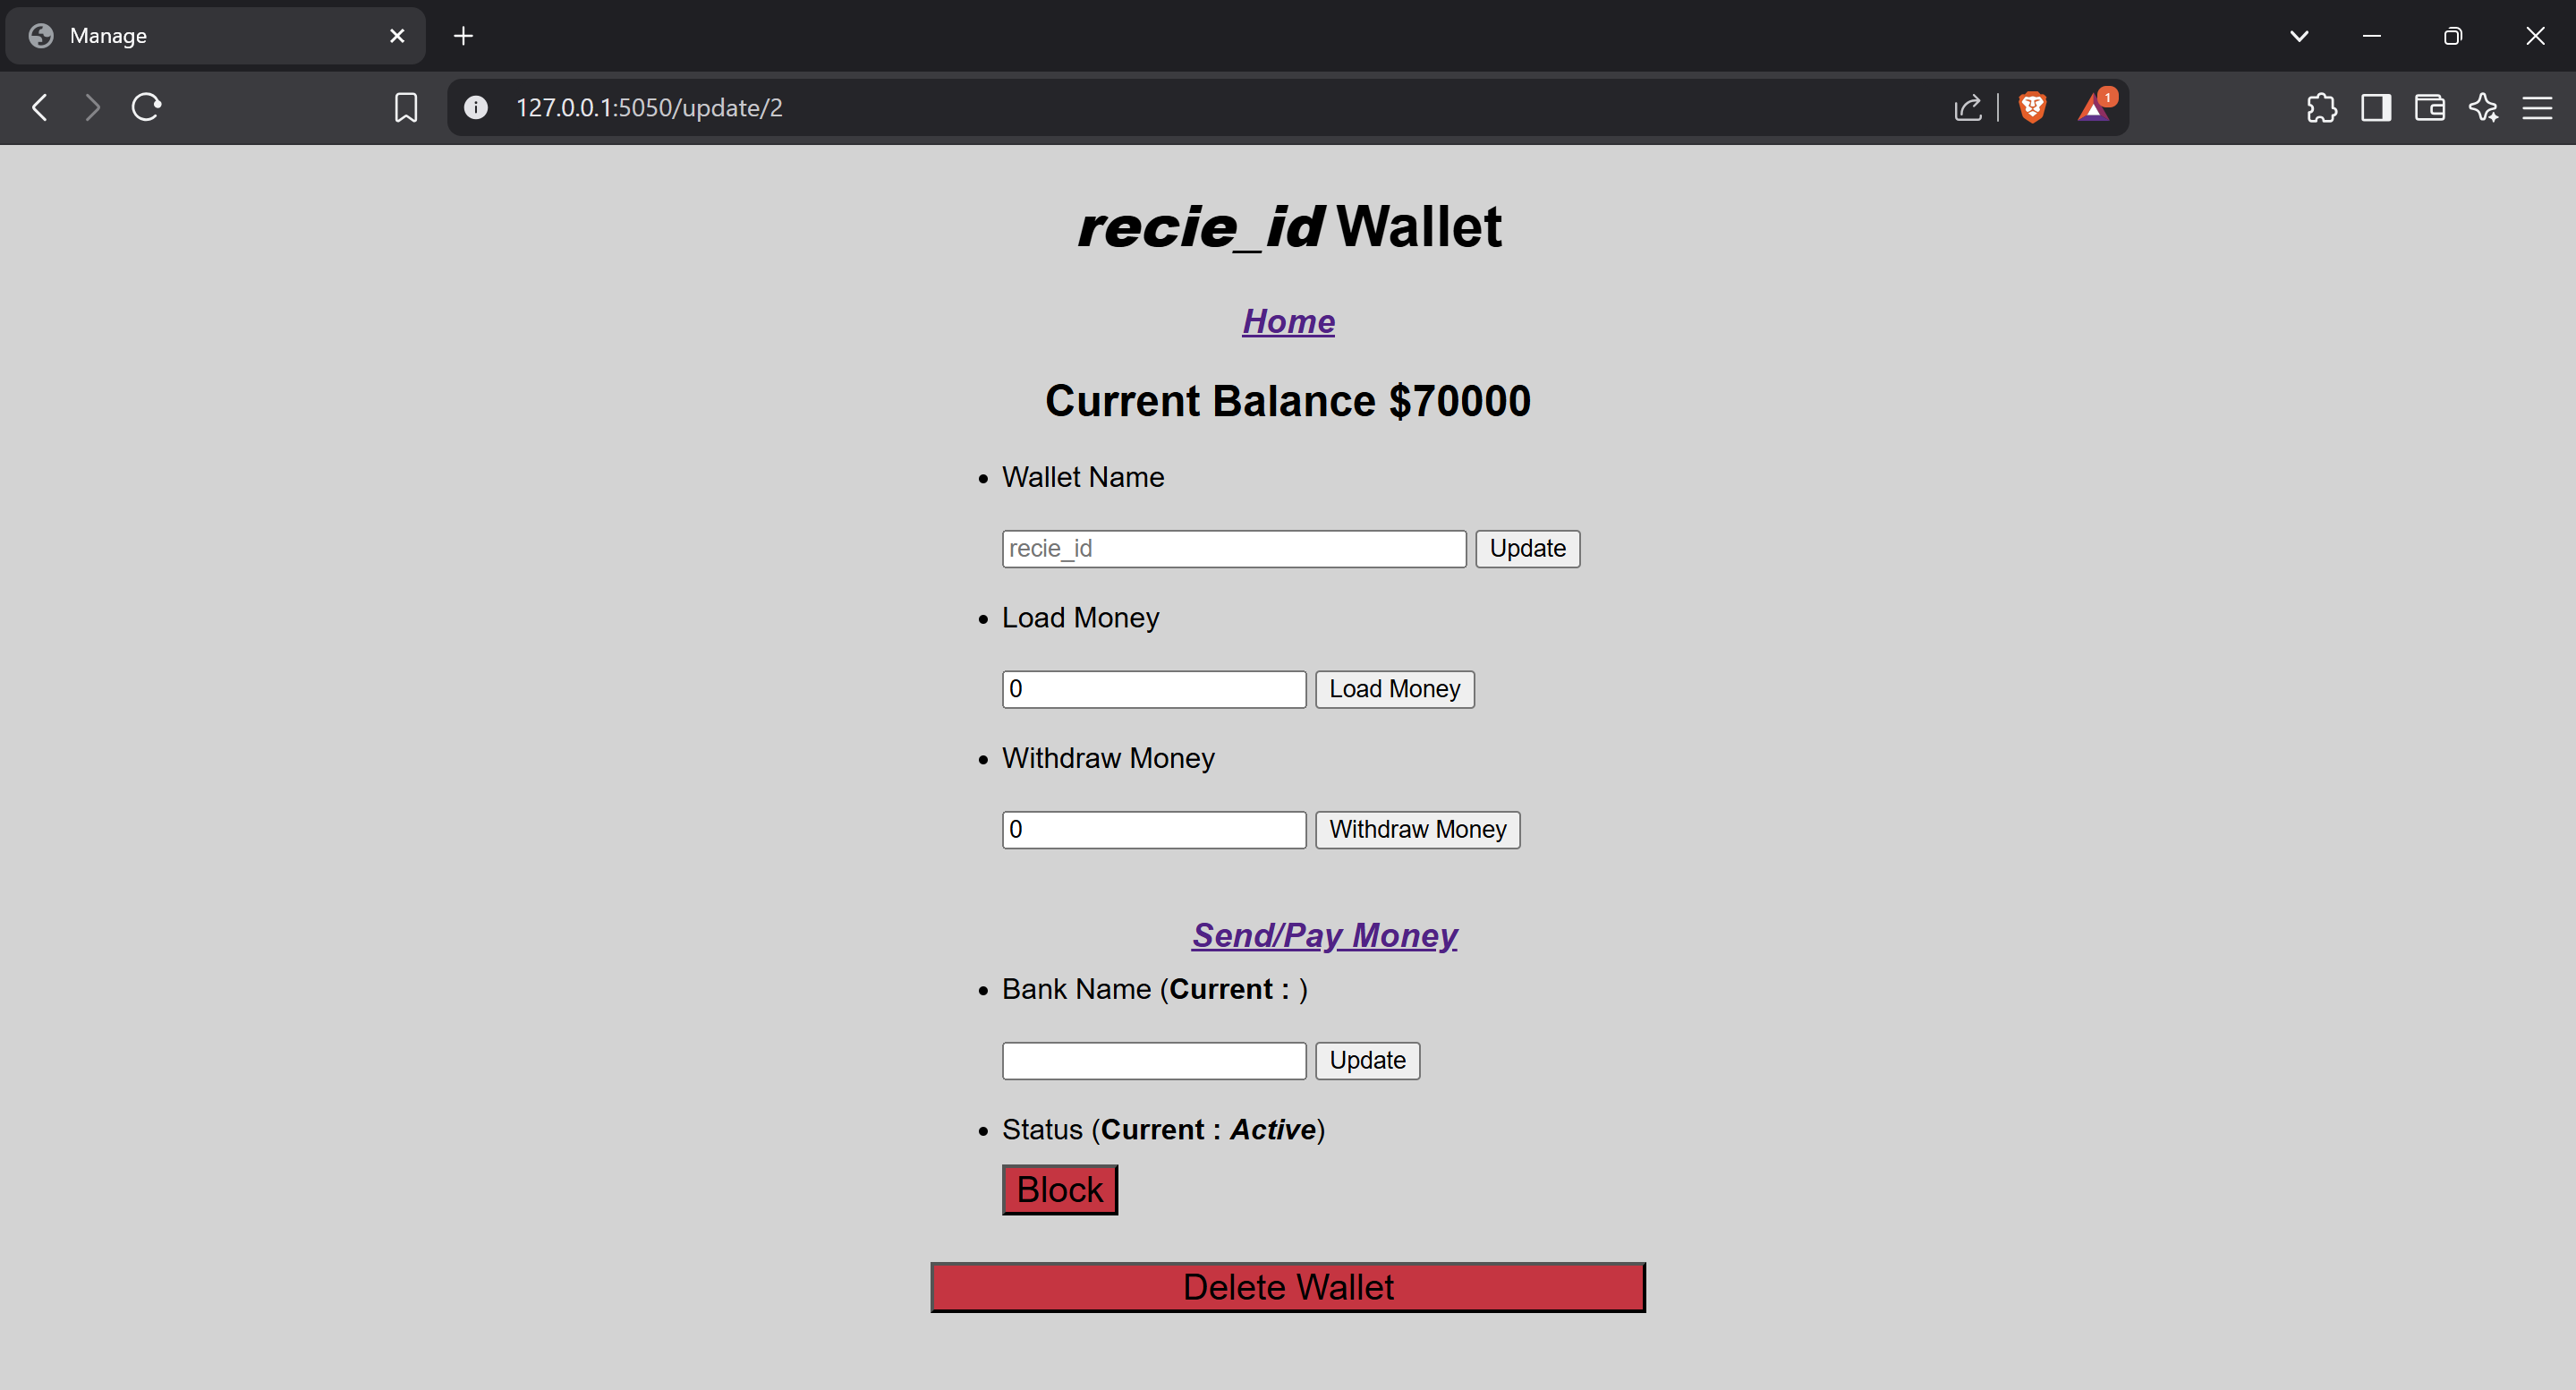 Manage
127.0.0.1:5050/update/2
1
recie_id Wallet
Home
Current Balance $70000
Wallet Name
recie_id Update
Load Money
0 Load Money
Withdraw Money
0 Withdraw Money
Send/Pay Money
Bank Name (Current : )
Update
Status (Current : Active)
Block
Delete Wallet